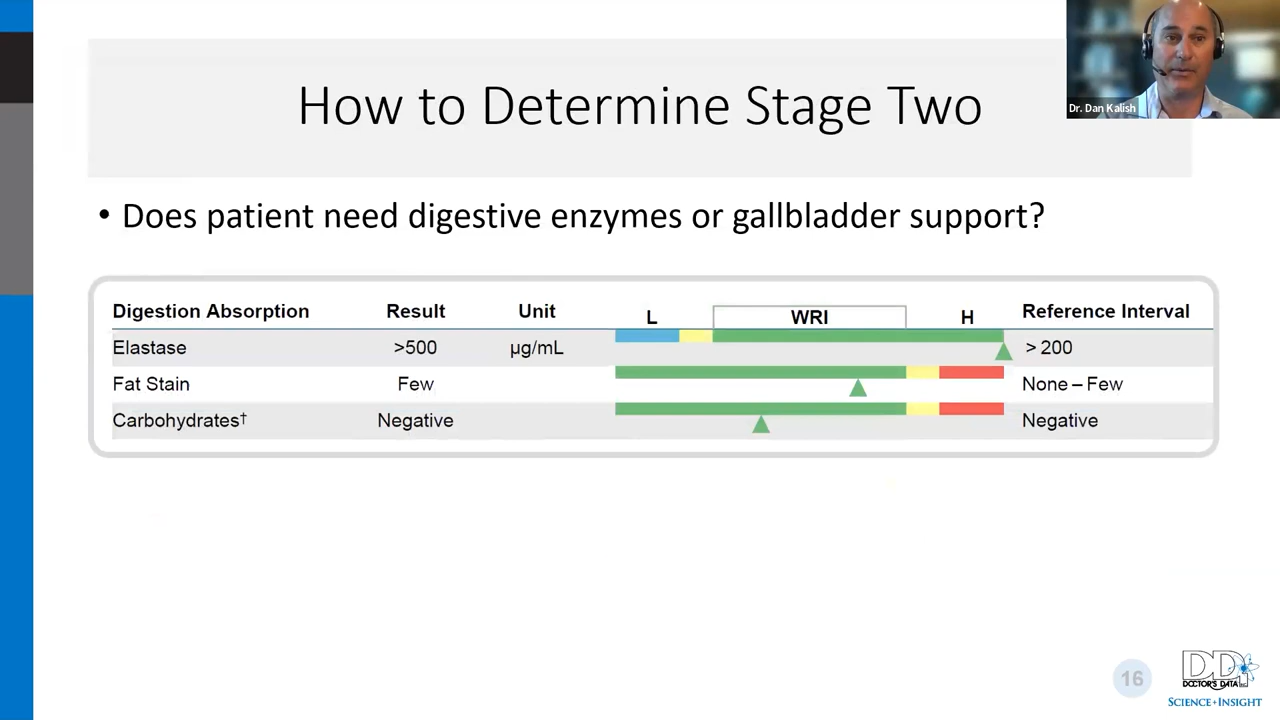 Dr. Dan Kalish
How to Determine Stage Two
• Does patient need digestive enzymes or gallbladder support?
Digestion Absorption Result Unit L WRI H Reference Interval
Elastase >500 µg/mL > 200
Fat Stain Few None – Few
Carbohydrates† Negative Negative
16
DDI
DOCTOR'S DATA INC
SCIENCE + INSIGHT